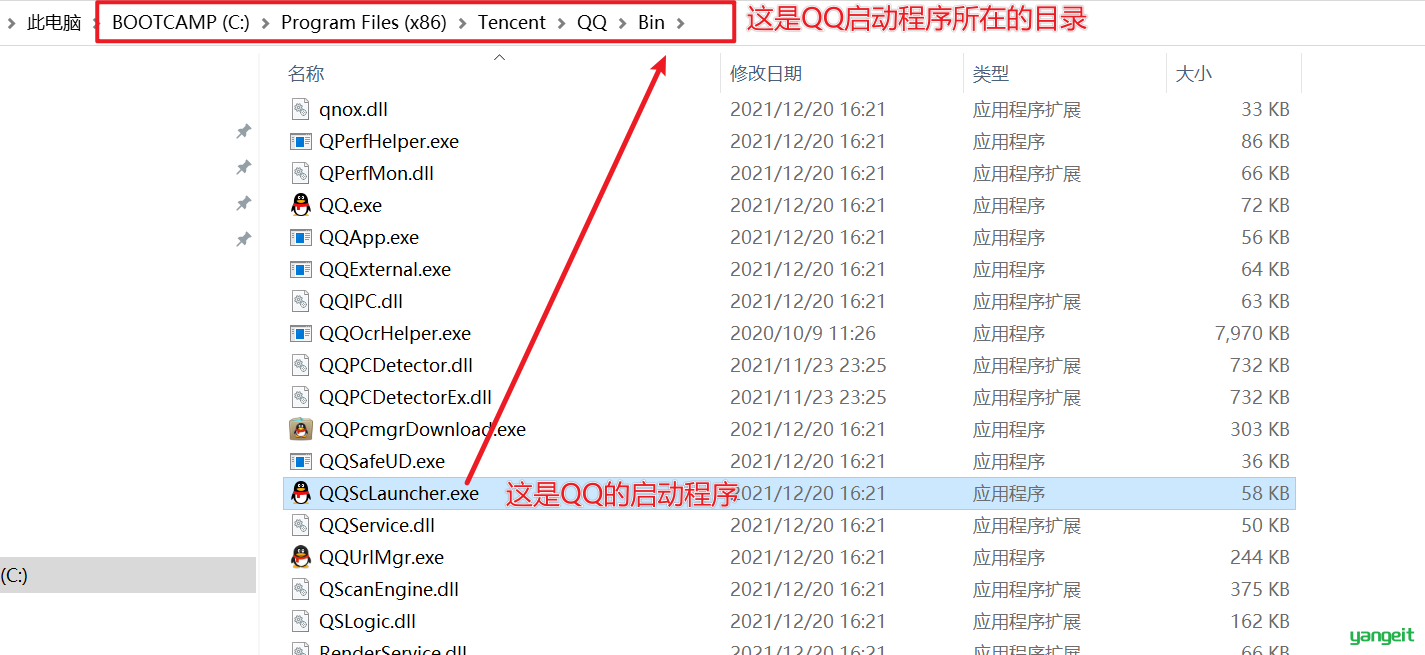 此电脑 BOOTCAMP (C:) Program Files (x86) Tencent QQ Bin 这是QQ启动程序所在的目录
名称 修改日期 类型 大小
qnox.dll 2021/12/20 16:21 应用程序扩展 33 KB
QPerfHelper.exe 2021/12/20 16:21 应用程序 86 KB
QPerfMon.dll 2021/12/20 16:21 应用程序扩展 66 KB
QQ.exe 2021/12/20 16:21 应用程序 72 KB
QQApp.exe 2021/12/20 16:21 应用程序 56 KB
QQExternal.exe 2021/12/20 16:21 应用程序 64 KB
QQIPC.dll 2021/12/20 16:21 应用程序扩展 63 KB
QQOcrHelper.exe 2020/10/9 11:26 应用程序 7,970 KB
QQPCDetector.dll 2021/11/23 23:25 应用程序扩展 732 KB
QQPCDetectorEx.dll 2021/11/23 23:25 应用程序扩展 732 KB
QQPcmgrDownload.exe 2021/12/20 16:21 应用程序 303 KB
QQSafeUD.exe 2021/12/20 16:21 应用程序 36 KB
QQScLauncher.exe 这是QQ的启动程序 2021/12/20 16:21 应用程序 58 KB
QQService.dll 2021/12/20 16:21 应用程序扩展 50 KB
QQUrlMgr.exe 2021/12/20 16:21 应用程序 244 KB
(C:)
QScanEngine.dll 2021/12/20 16:21 应用程序扩展 375 KB
QSLogic.dll 2021/12/20 16:21 应用程序扩展 162 KB
yangeit
RenderService.dll 2021/12/20 16:21 应用程序扩展 66 KB